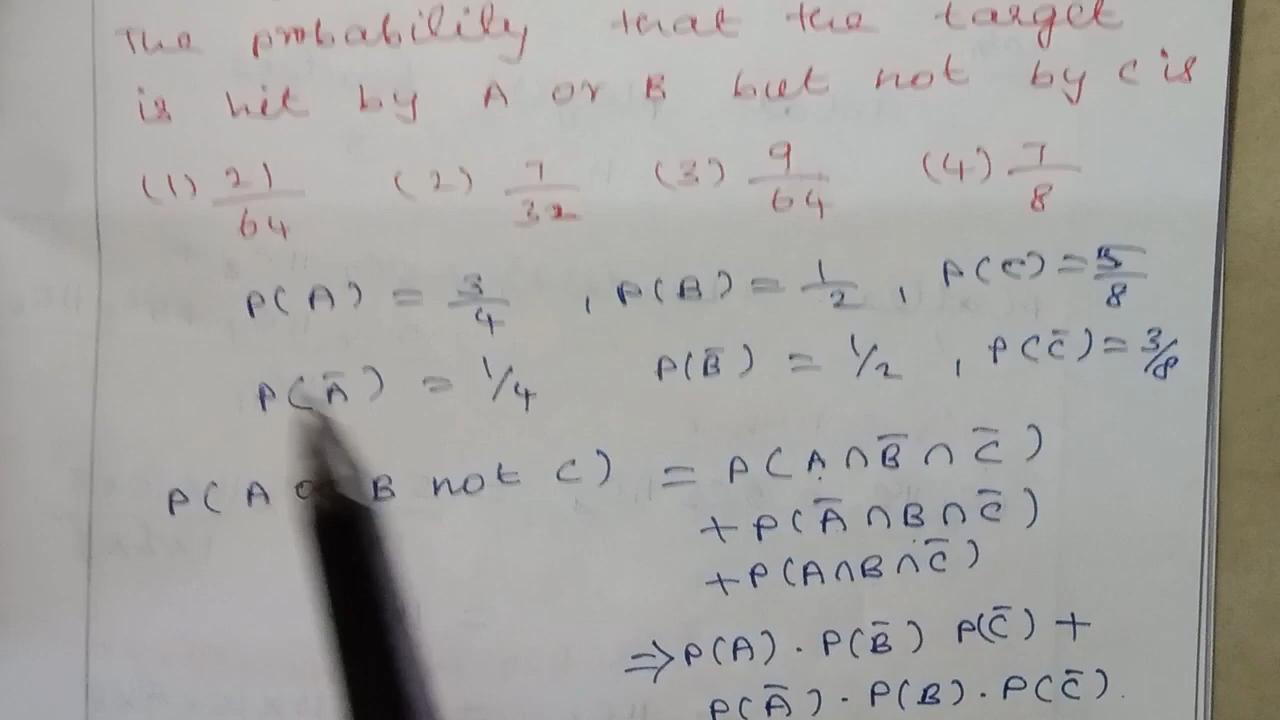 The probability that the target
is hit by A or B but not by C is
(1) 21/64 (2) 7/32 (3) 9/64 (4) 7/8
P(A) = 3/4 , P(B) = 1/2 , P(C) = 5/8
P(Ā) = 1/4 P(B̄) = 1/2 , P(C̄) = 3/8
P(A or B not C) = P(A ∩ B̄ ∩ C̄)
+ P(Ā ∩ B ∩ C̄)
+ P(A ∩ B ∩ C̄)
⇒ P(A) . P(B̄) P(C̄) +
P(Ā) . P(B) . P(C̄).